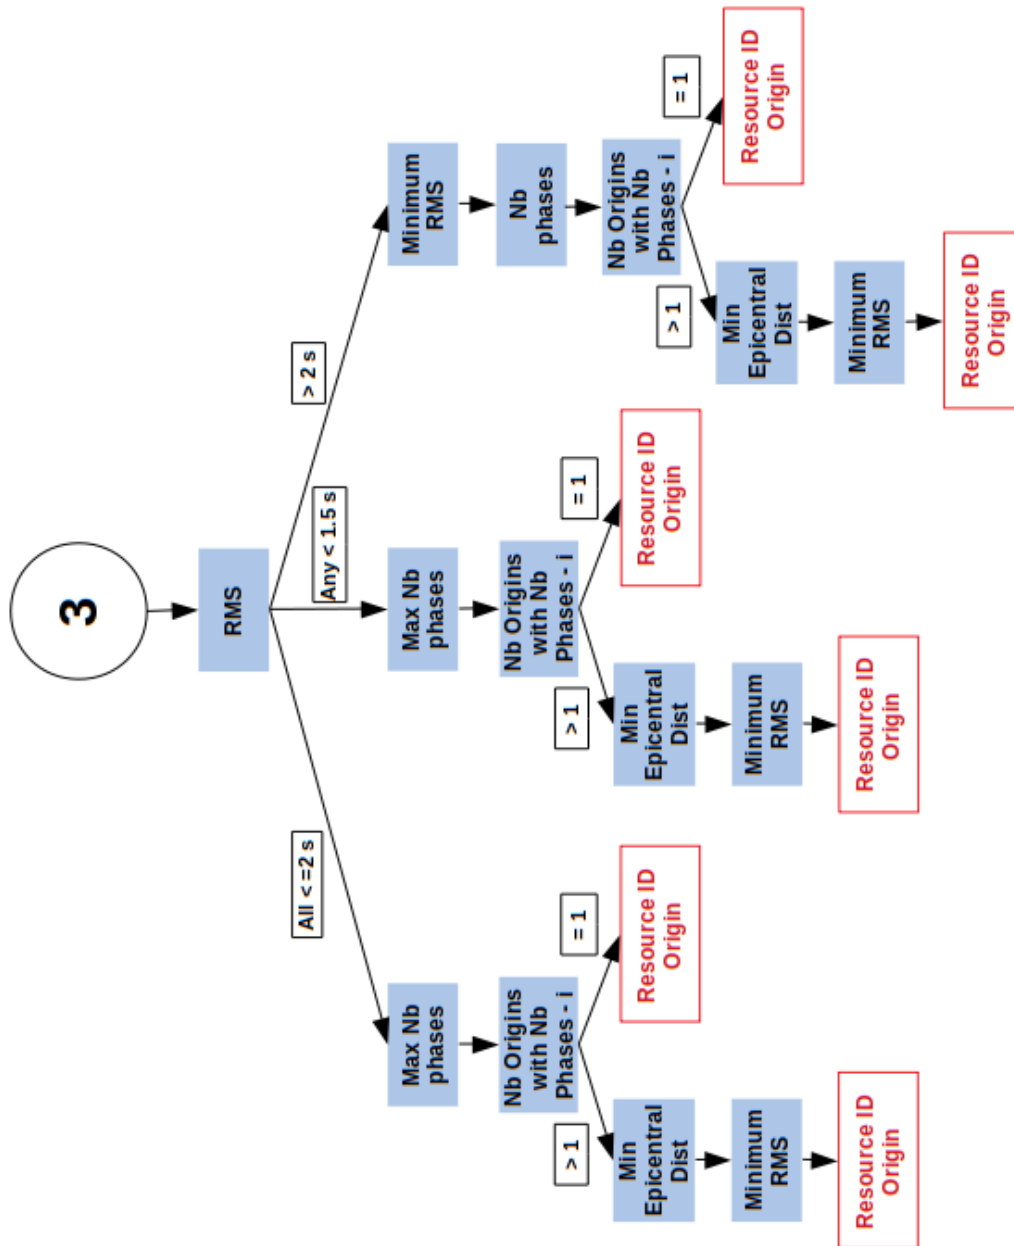 3
RMS
All < =2 s
Any < 1.5 s
> 2 s
Max Nb
phases
Nb Origins
with Nb
Phases - i
> 1
= 1
Min
Epicentral
Dist
Minimum
RMS
Resource ID
Origin
Resource ID
Origin
Max Nb
phases
Nb Origins
with Nb
Phases - i
> 1
= 1
Min
Epicentral
Dist
Minimum
RMS
Resource ID
Origin
Resource ID
Origin
Minimum
RMS
Nb
phases
Nb Origins
with Nb
Phases - i
> 1
= 1
Min
Epicentral
Dist
Minimum
RMS
Resource ID
Origin
Resource ID
Origin